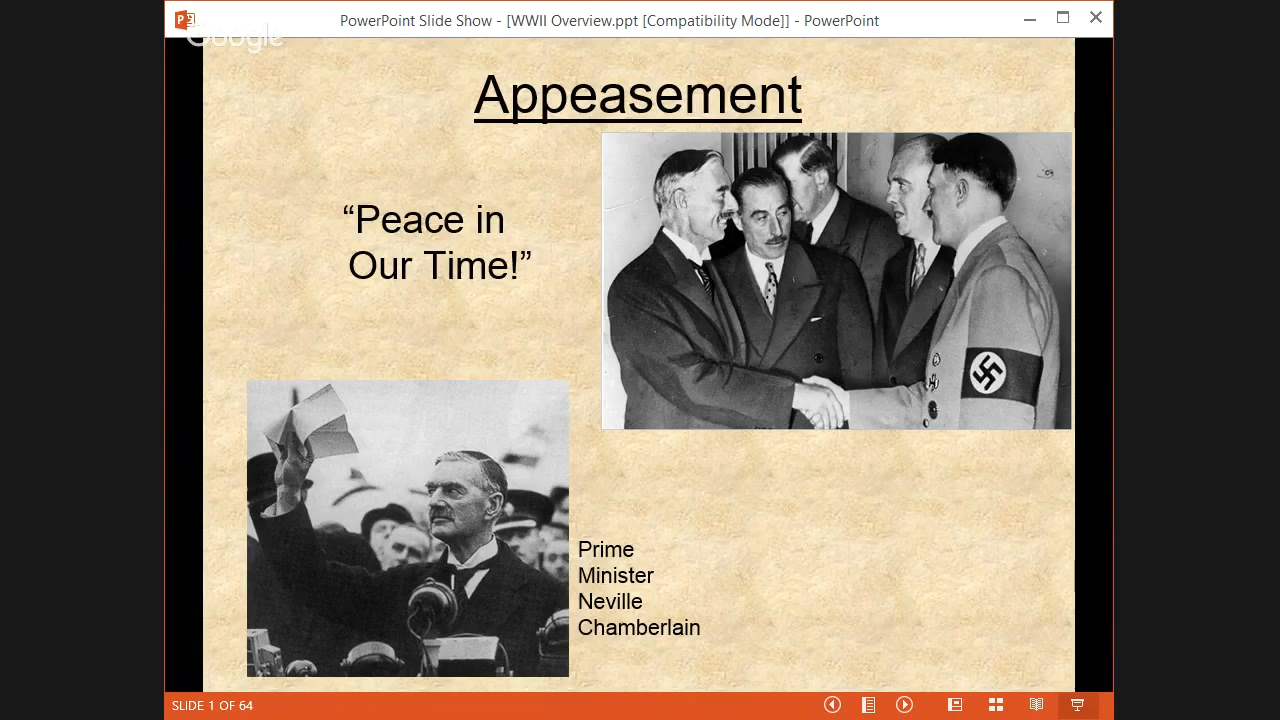 PowerPoint Slide Show - [WWII Overview.ppt [Compatibility Mode]] - PowerPoint
Google
Appeasement
“Peace in
Our Time!”
Prime
Minister
Neville
Chamberlain
SLIDE 1 OF 64